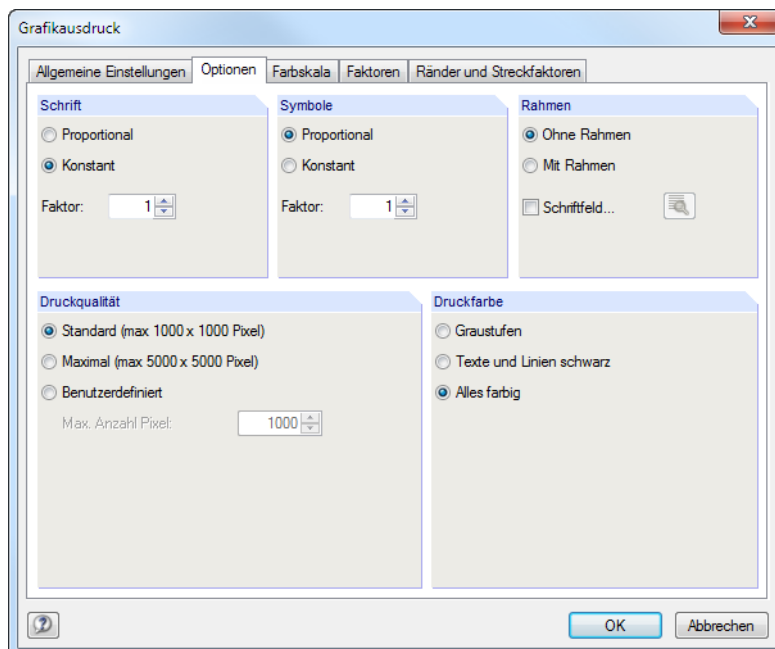 Grafikausdruck
Allgemeine Einstellungen Optionen Farbskala Faktoren Ränder und Streckfaktoren
Schrift
Proportional
Konstant
Faktor: 1
Symbole
Proportional
Konstant
Faktor: 1
Rahmen
Ohne Rahmen
Mit Rahmen
Schriftfeld...
Druckqualität
Standard (max 1000 x 1000 Pixel)
Maximal (max 5000 x 5000 Pixel)
Benutzerdefiniert
Max. Anzahl Pixel: 1000
Druckfarbe
Graustufen
Texte und Linien schwarz
Alles farbig
OK Abbrechen